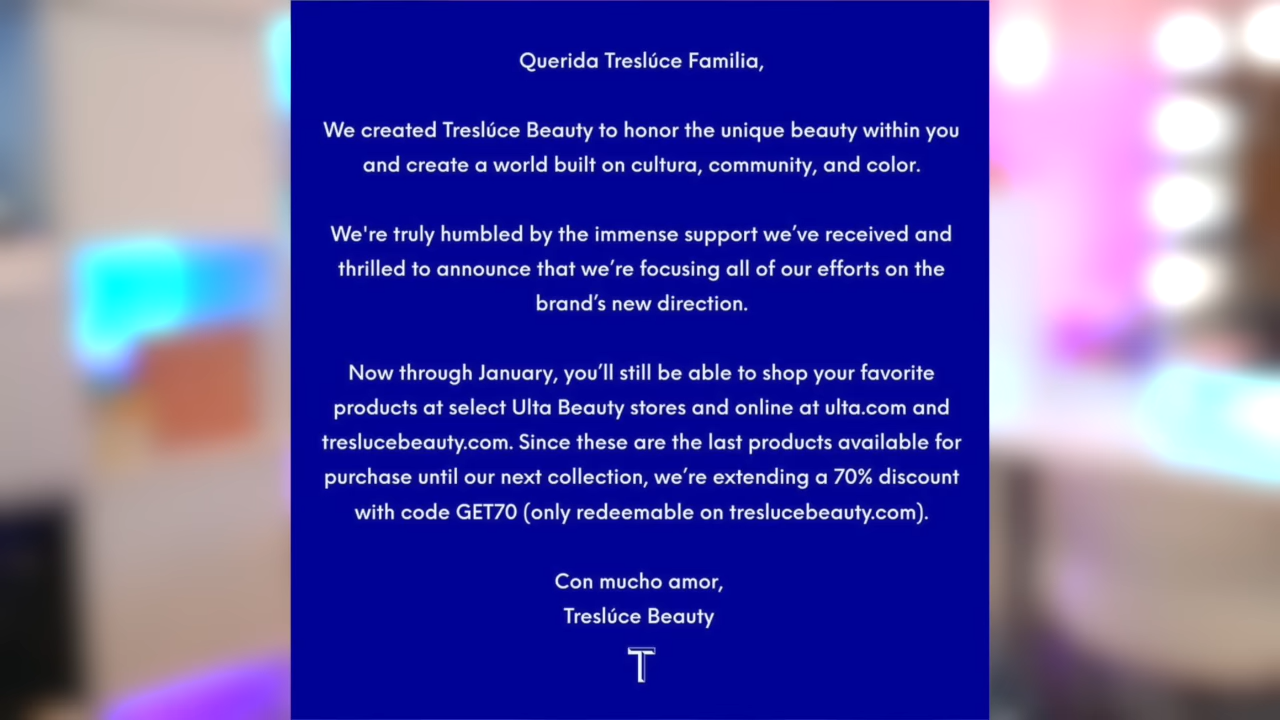 Querida Treslúce Familia,
We created Treslúce Beauty to honor the unique beauty within you
and create a world built on cultura, community, and color.
We're truly humbled by the immense support we’ve received and
thrilled to announce that we’re focusing all of our efforts on the
brand’s new direction.
Now through January, you’ll still be able to shop your favorite
products at select Ulta Beauty stores and online at ulta.com and
treslucebeauty.com. Since these are the last products available for
purchase until our next collection, we’re extending a 70% discount
with code GET70 (only redeemable on treslucebeauty.com).
Con mucho amor,
Treslúce Beauty
T